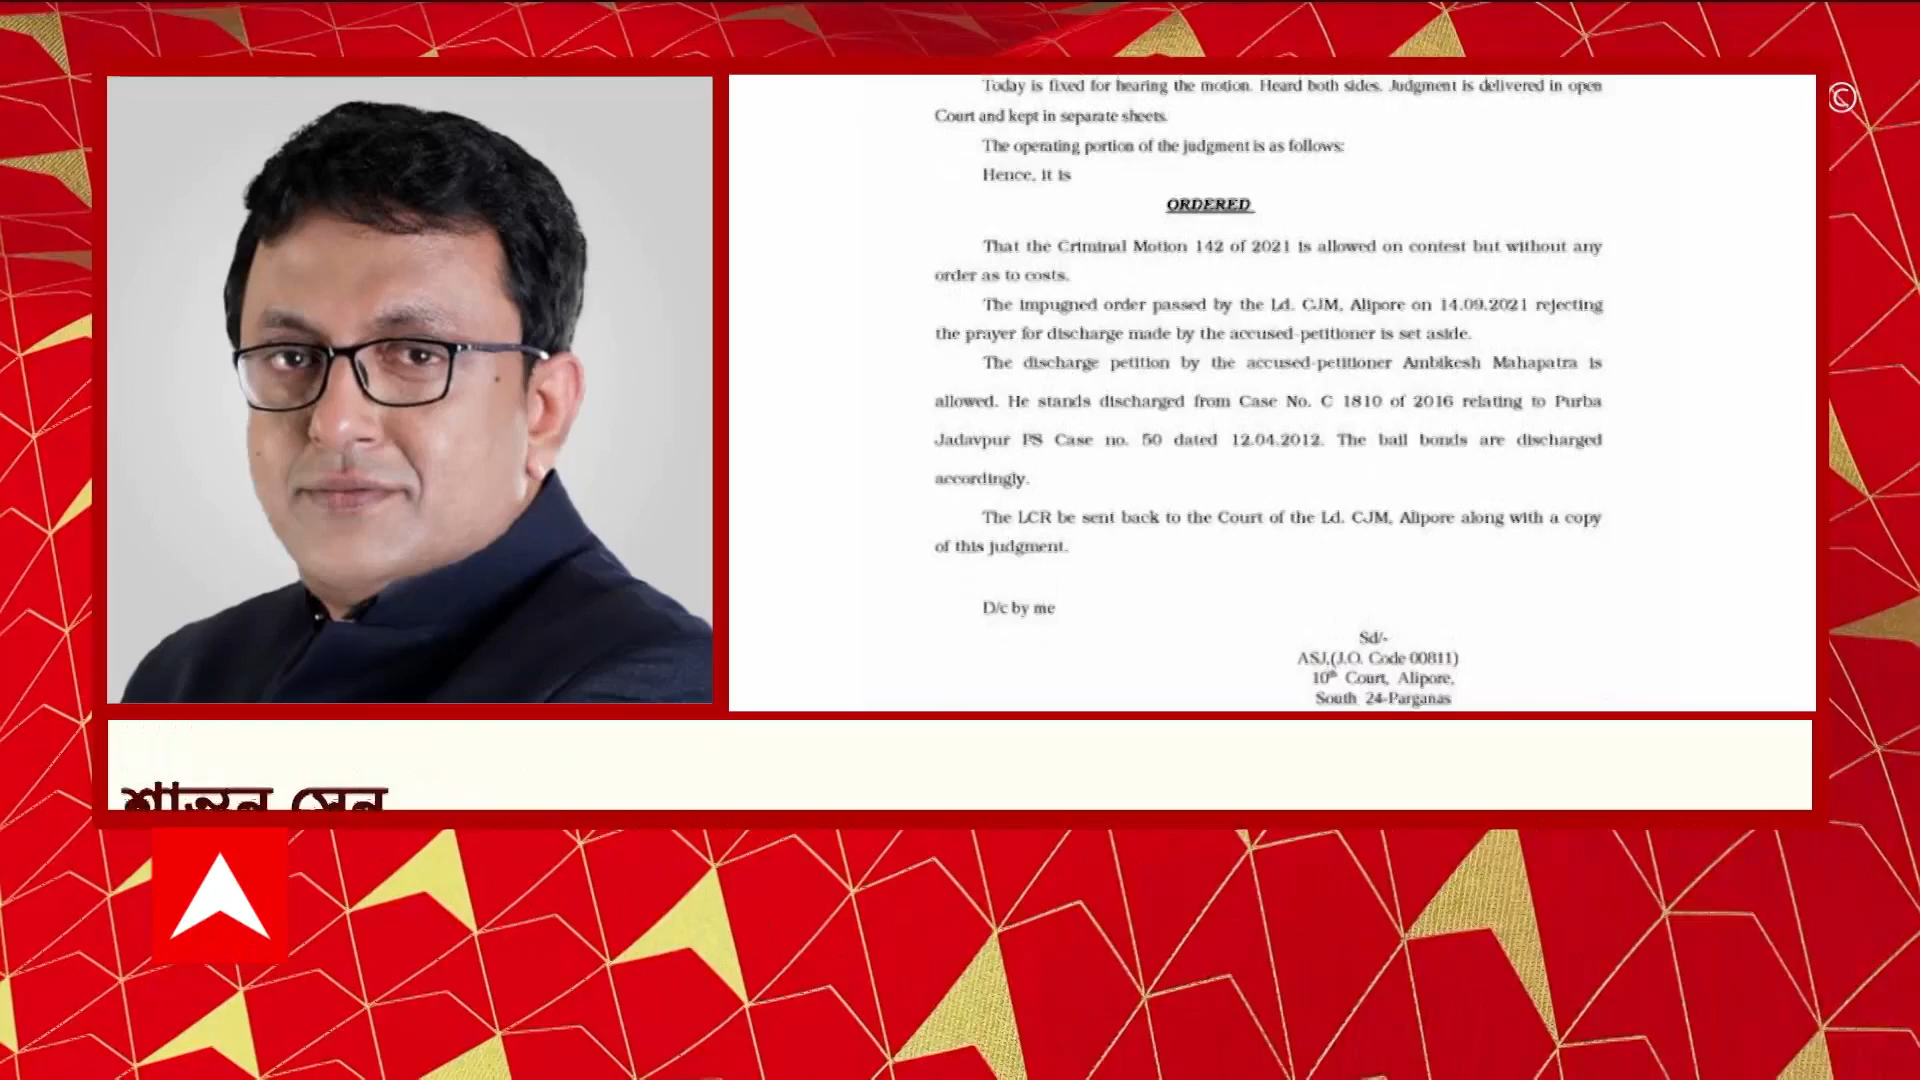 Today is fixed for hearing the motion. Heard both sides. Judgment is delivered in open
Court and kept in separate sheets.
The operating portion of the judgment is as follows:
Hence, it is
ORDERED
That the Criminal Motion 142 of 2021 is allowed on contest but without any
order as to costs.
The impugned order passed by the Ld. CJM, Alipore on 14.09.2021 rejecting
the prayer for discharge made by the accused-petitioner is set aside.
The discharge petition by the accused-petitioner Ambikesh Mahapatra is
allowed. He stands discharged from Case No. C 1810 of 2016 relating to Purba
Jadavpur PS Case no. 50 dated 12.04.2012. The bail bonds are discharged
accordingly.
The LCR be sent back to the Court of the Ld. CJM, Alipore along with a copy
of this judgment.
D/c by me
Sd/-
ASJ,(J.O. Code 00811)
10th Court, Alipore,
South 24-Parganas